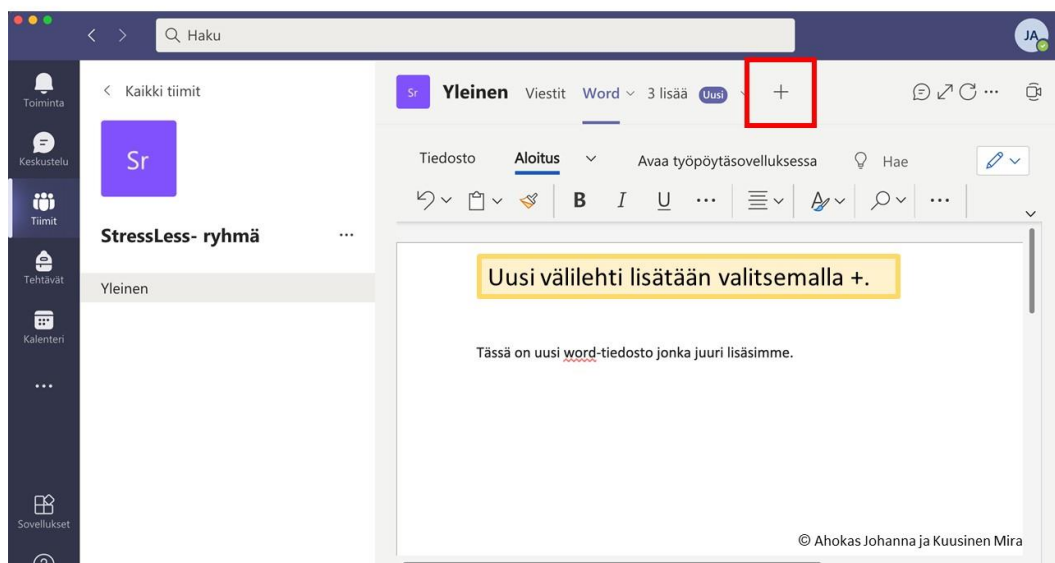 Haku
JA
Toiminta
Keskustelu
Tiimit
Tehtävät
Kalenteri
Sovellukset
Kaikki tiimit
Sr
StressLess- ryhmä
Yleinen
Sr Yleinen Viestit Word 3 lisää Uusi +
Tiedosto Aloitus Avaa työpöytäsovelluksessa Hae
B I U
Uusi välilehti lisätään valitsemalla +.
Tässä on uusi word-tiedosto jonka juuri lisäsimme.
© Ahokas Johanna ja Kuusinen Mira